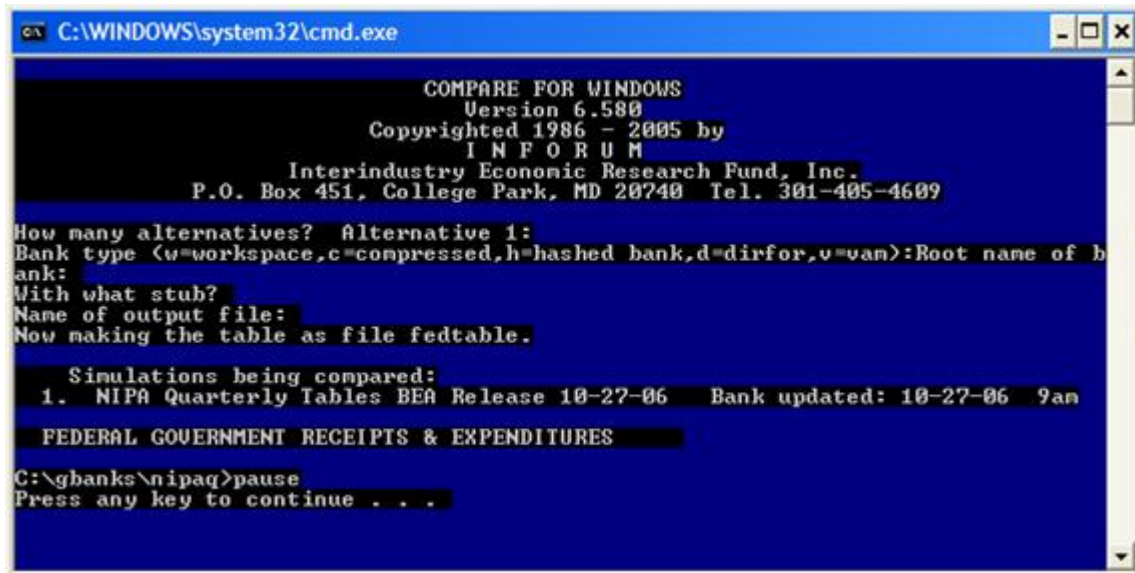 C:\WINDOWS\system32\cmd.exe
COMPARE FOR WINDOWS
Version 6.580
Copyrighted 1986 - 2005 by
I N F O R U M
Interindustry Economic Research Fund, Inc.
P.O. Box 451, College Park, MD 20740  Tel. 301-405-4609
How many alternatives?  Alternative 1:
Bank type (w=workspace,c=compressed,h=hashed bank,d=dirfor,v=vam):Root name of b
ank:
With what stub?
Name of output file:
Now making the table as file fedtable.
Simulations being compared:
1.  NIPA Quarterly Tables BEA Release 10-27-06   Bank updated: 10-27-06  9am
FEDERAL GOVERNMENT RECEIPTS & EXPENDITURES
C:\gbanks\nipaq>pause
Press any key to continue . . .